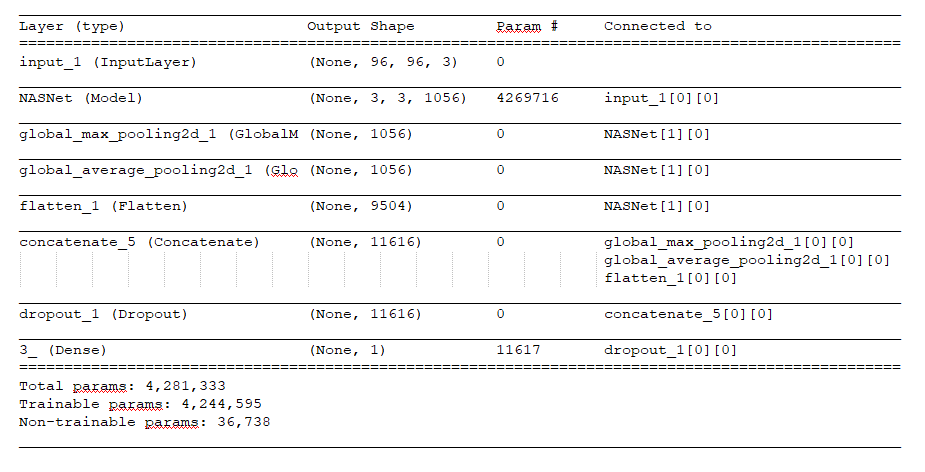 Layer (type) Output Shape Param # Connected to
input_1 (InputLayer) (None, 96, 96, 3) 0
NASNet (Model) (None, 3, 3, 1056) 4269716 input_1[0][0]
global_max_pooling2d_1 (GlobalM (None, 1056) 0 NASNet[1][0]
global_average_pooling2d_1 (Glo (None, 1056) 0 NASNet[1][0]
flatten_1 (Flatten) (None, 9504) 0 NASNet[1][0]
concatenate_5 (Concatenate) (None, 11616) 0 global_max_pooling2d_1[0][0]
global_average_pooling2d_1[0][0]
flatten_1[0][0]
dropout_1 (Dropout) (None, 11616) 0 concatenate_5[0][0]
3_ (Dense) (None, 1) 11617 dropout_1[0][0]
Total params: 4,281,333
Trainable params: 4,244,595
Non-trainable params: 36,738